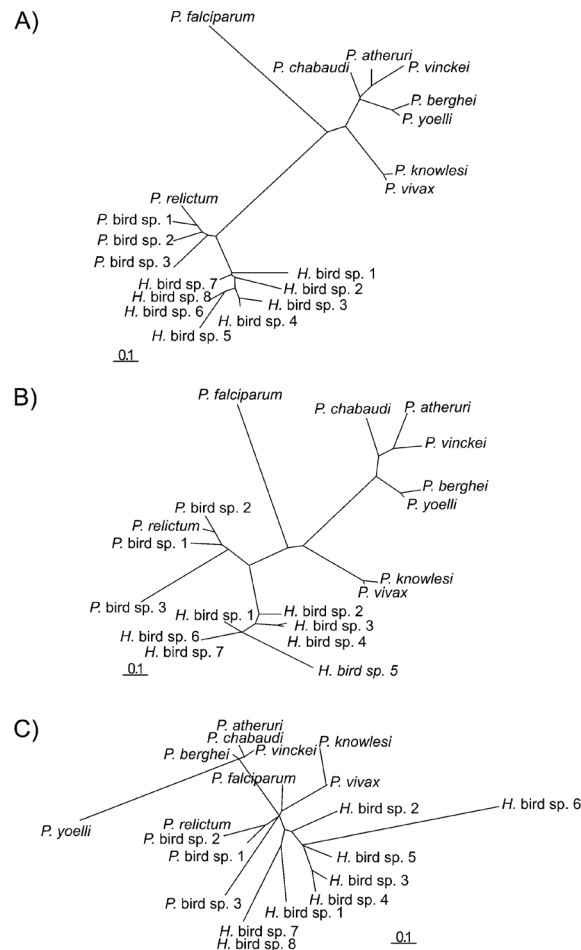 A)
P. falciparum
P. atheruri
P. chabaudi
P. vinckei
P. berghei
P. yoelli
P. knowlesi
P. vivax
P. relictum
P. bird sp. 1
P. bird sp. 2
P. bird sp. 3
H. bird sp. 7
H. bird sp. 1
H. bird sp. 8
H. bird sp. 2
H. bird sp. 6
H. bird sp. 3
H. bird sp. 4
H. bird sp. 5
0.1
B)
P. falciparum
P. chabaudi
P. atheruri
P. vinckei
P. berghei
P. yoelli
P. bird sp. 2
P. relictum
P. bird sp. 1
P. knowlesi
P. vivax
P. bird sp. 3
H. bird sp. 1
H. bird sp. 2
H. bird sp. 3
H. bird sp. 6
H. bird sp. 4
H. bird sp. 7
H. bird sp. 5
0.1
C)
P. atheruri
P. chabaudi
P. knowlesi
P. berghei
P. vinckei
P. falciparum
P. vivax
H. bird sp. 6
H. bird sp. 2
P. yoelli
P. relictum
P. bird sp. 2
P. bird sp. 1
H. bird sp. 5
H. bird sp. 3
P. bird sp. 3
H. bird sp. 4
H. bird sp. 1
H. bird sp. 7
H. bird sp. 8
0.1